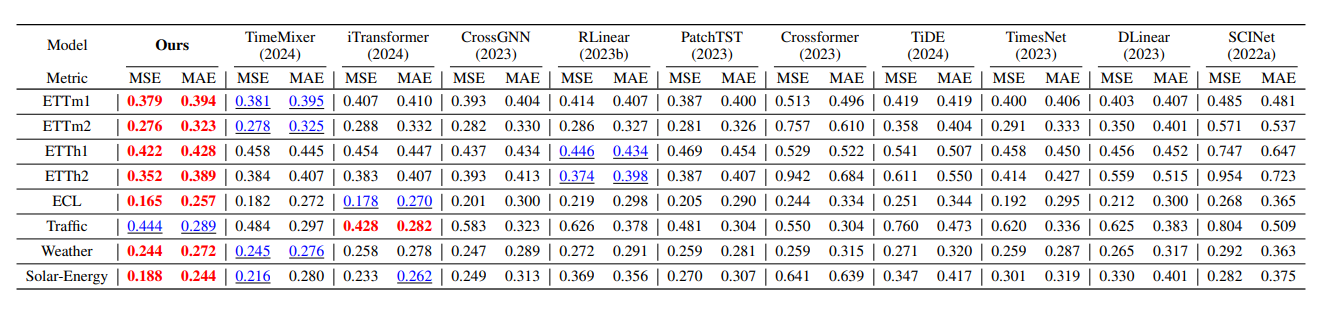 Model Ours TimeMixer (2024) iTransformer (2024) CrossGNN (2023) RLinear (2023b) PatchTST (2023) Crossformer (2023) TiDE (2024) TimesNet (2023) DLinear (2023) SCINet (2022a)
Metric MSE MAE MSE MAE MSE MAE MSE MAE MSE MAE MSE MAE MSE MAE MSE MAE MSE MAE MSE MAE MSE MAE
ETTm1 0.379 0.394 0.381 0.395 0.407 0.410 0.393 0.404 0.414 0.407 0.387 0.400 0.513 0.496 0.419 0.419 0.400 0.406 0.403 0.407 0.485 0.481
ETTm2 0.276 0.323 0.278 0.325 0.288 0.332 0.282 0.330 0.286 0.327 0.281 0.326 0.757 0.610 0.358 0.404 0.291 0.333 0.350 0.401 0.571 0.537
ETTh1 0.422 0.428 0.458 0.445 0.454 0.447 0.437 0.434 0.446 0.434 0.469 0.454 0.529 0.522 0.541 0.507 0.458 0.450 0.456 0.452 0.747 0.647
ETTh2 0.352 0.389 0.384 0.407 0.383 0.407 0.393 0.413 0.374 0.398 0.387 0.407 0.942 0.684 0.611 0.550 0.414 0.427 0.559 0.515 0.954 0.723
ECL 0.165 0.257 0.182 0.272 0.178 0.270 0.201 0.300 0.219 0.298 0.205 0.290 0.244 0.334 0.251 0.344 0.192 0.295 0.212 0.300 0.268 0.365
Traffic 0.444 0.289 0.484 0.297 0.428 0.282 0.583 0.323 0.626 0.378 0.481 0.304 0.550 0.304 0.760 0.473 0.620 0.336 0.625 0.383 0.804 0.509
Weather 0.244 0.272 0.245 0.276 0.258 0.278 0.247 0.289 0.272 0.291 0.259 0.281 0.259 0.315 0.271 0.320 0.259 0.287 0.265 0.317 0.292 0.363
Solar-Energy 0.188 0.244 0.216 0.280 0.233 0.262 0.249 0.313 0.369 0.356 0.270 0.307 0.641 0.639 0.347 0.417 0.301 0.319 0.330 0.401 0.282 0.375